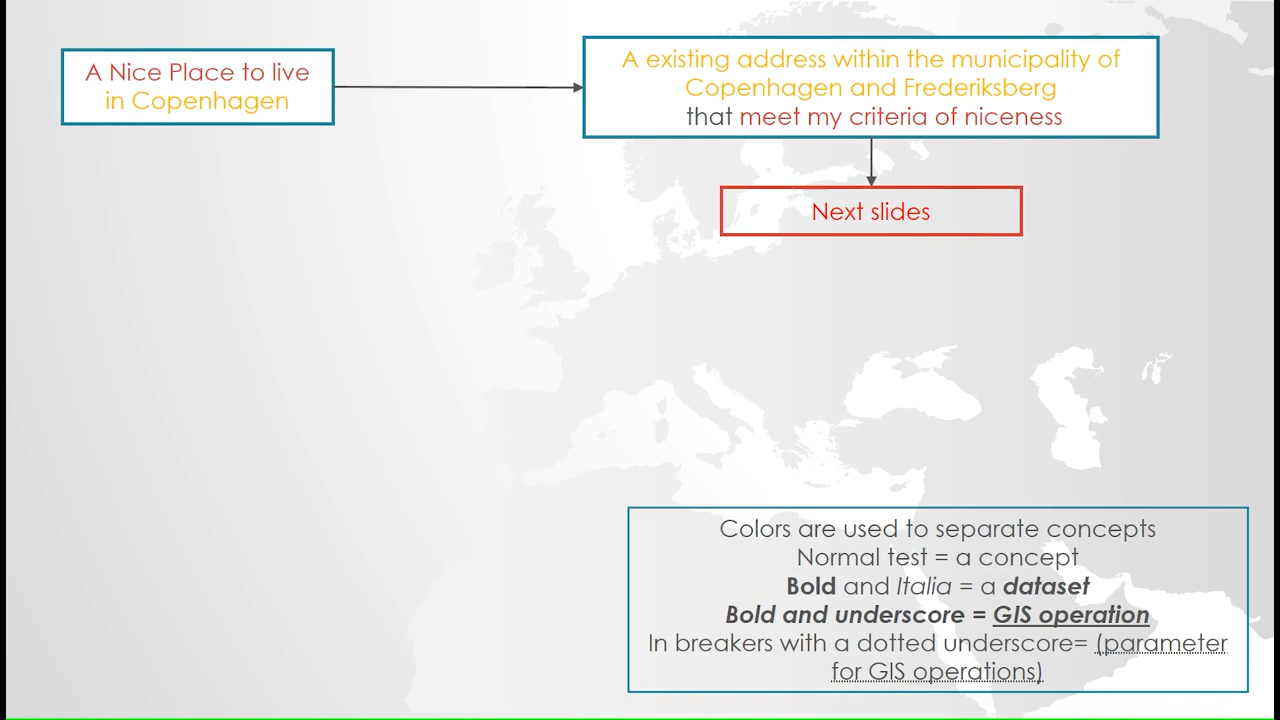 A Nice Place to live
in Copenhagen
A existing address within the municipality of
Copenhagen and Frederiksberg
that meet my criteria of niceness
Next slides
Colors are used to separate concepts
Normal test = a concept
Bold and Italia = a dataset
Bold and underscore = GIS operation
In breakers with a dotted underscore= (parameter
for GIS operations)